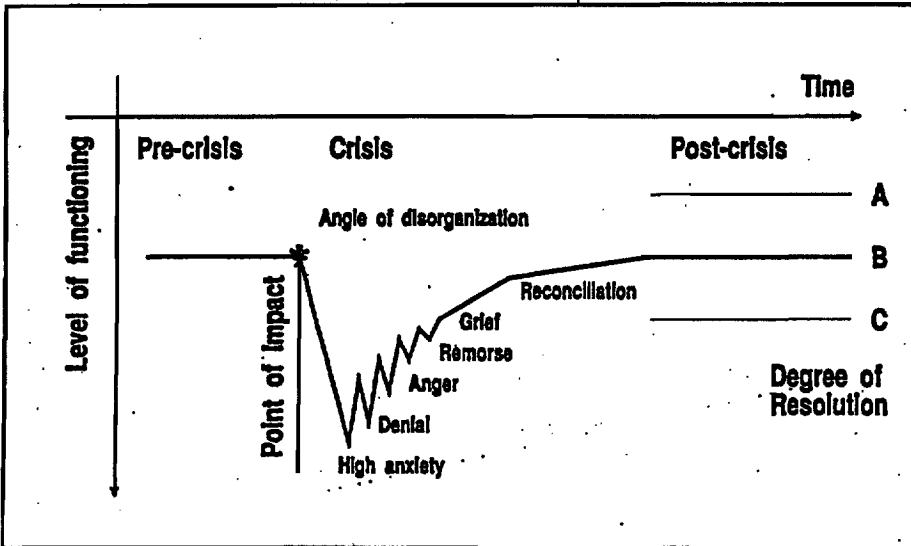 Time
Pre-crisis
Crisis
Post-crisis
A
Angle of disorganization
Level of functioning
B
Reconciliation
Point of Impact
Grief
C
Remorse
Anger
Degree of
Resolution
Denial
High anxiety